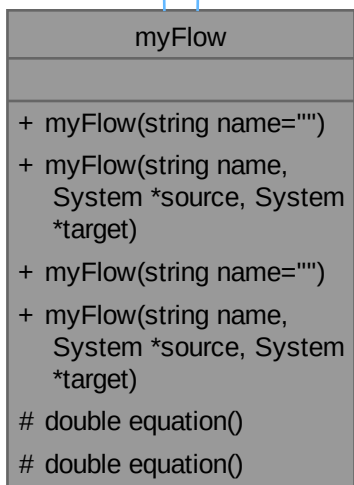 myFlow
+ myFlow(string name="")
+ myFlow(string name,
System *source, System
*target)
+ myFlow(string name="")
+ myFlow(string name,
System *source, System
*target)
# double equation()
# double equation()